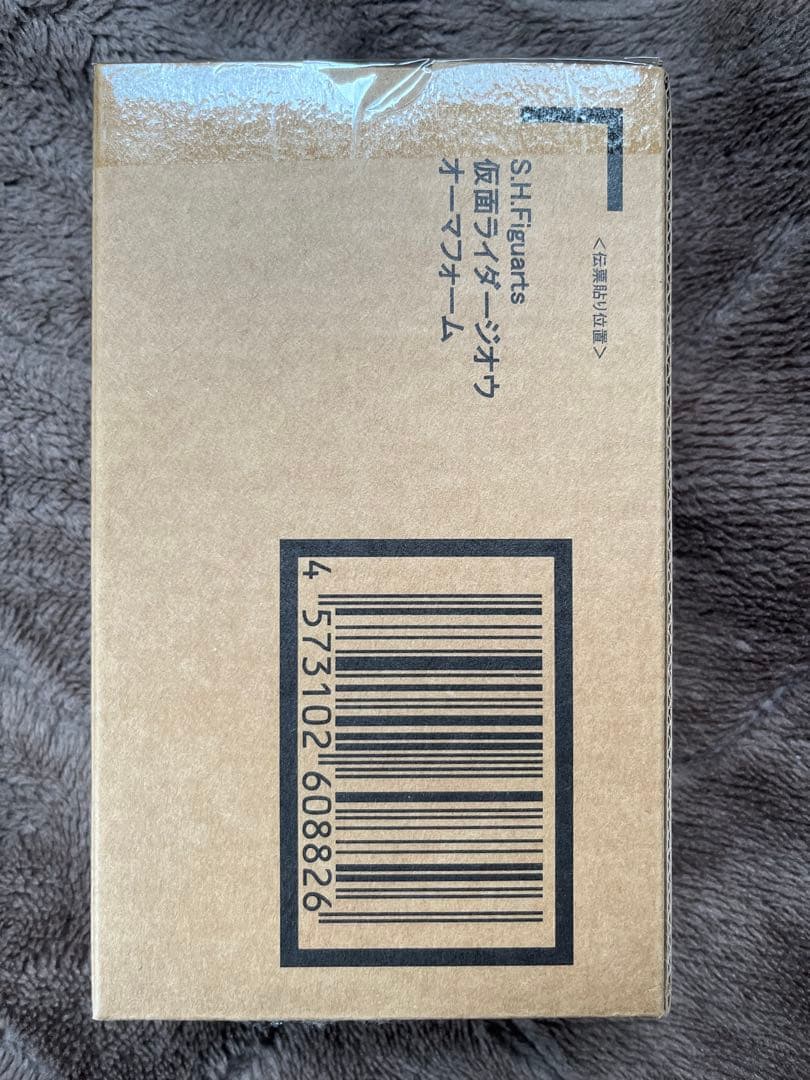 <伝票貼り位置>
S.H.Figuarts
仮面ライダージオウ
オーマフォーム
4 573102 608826